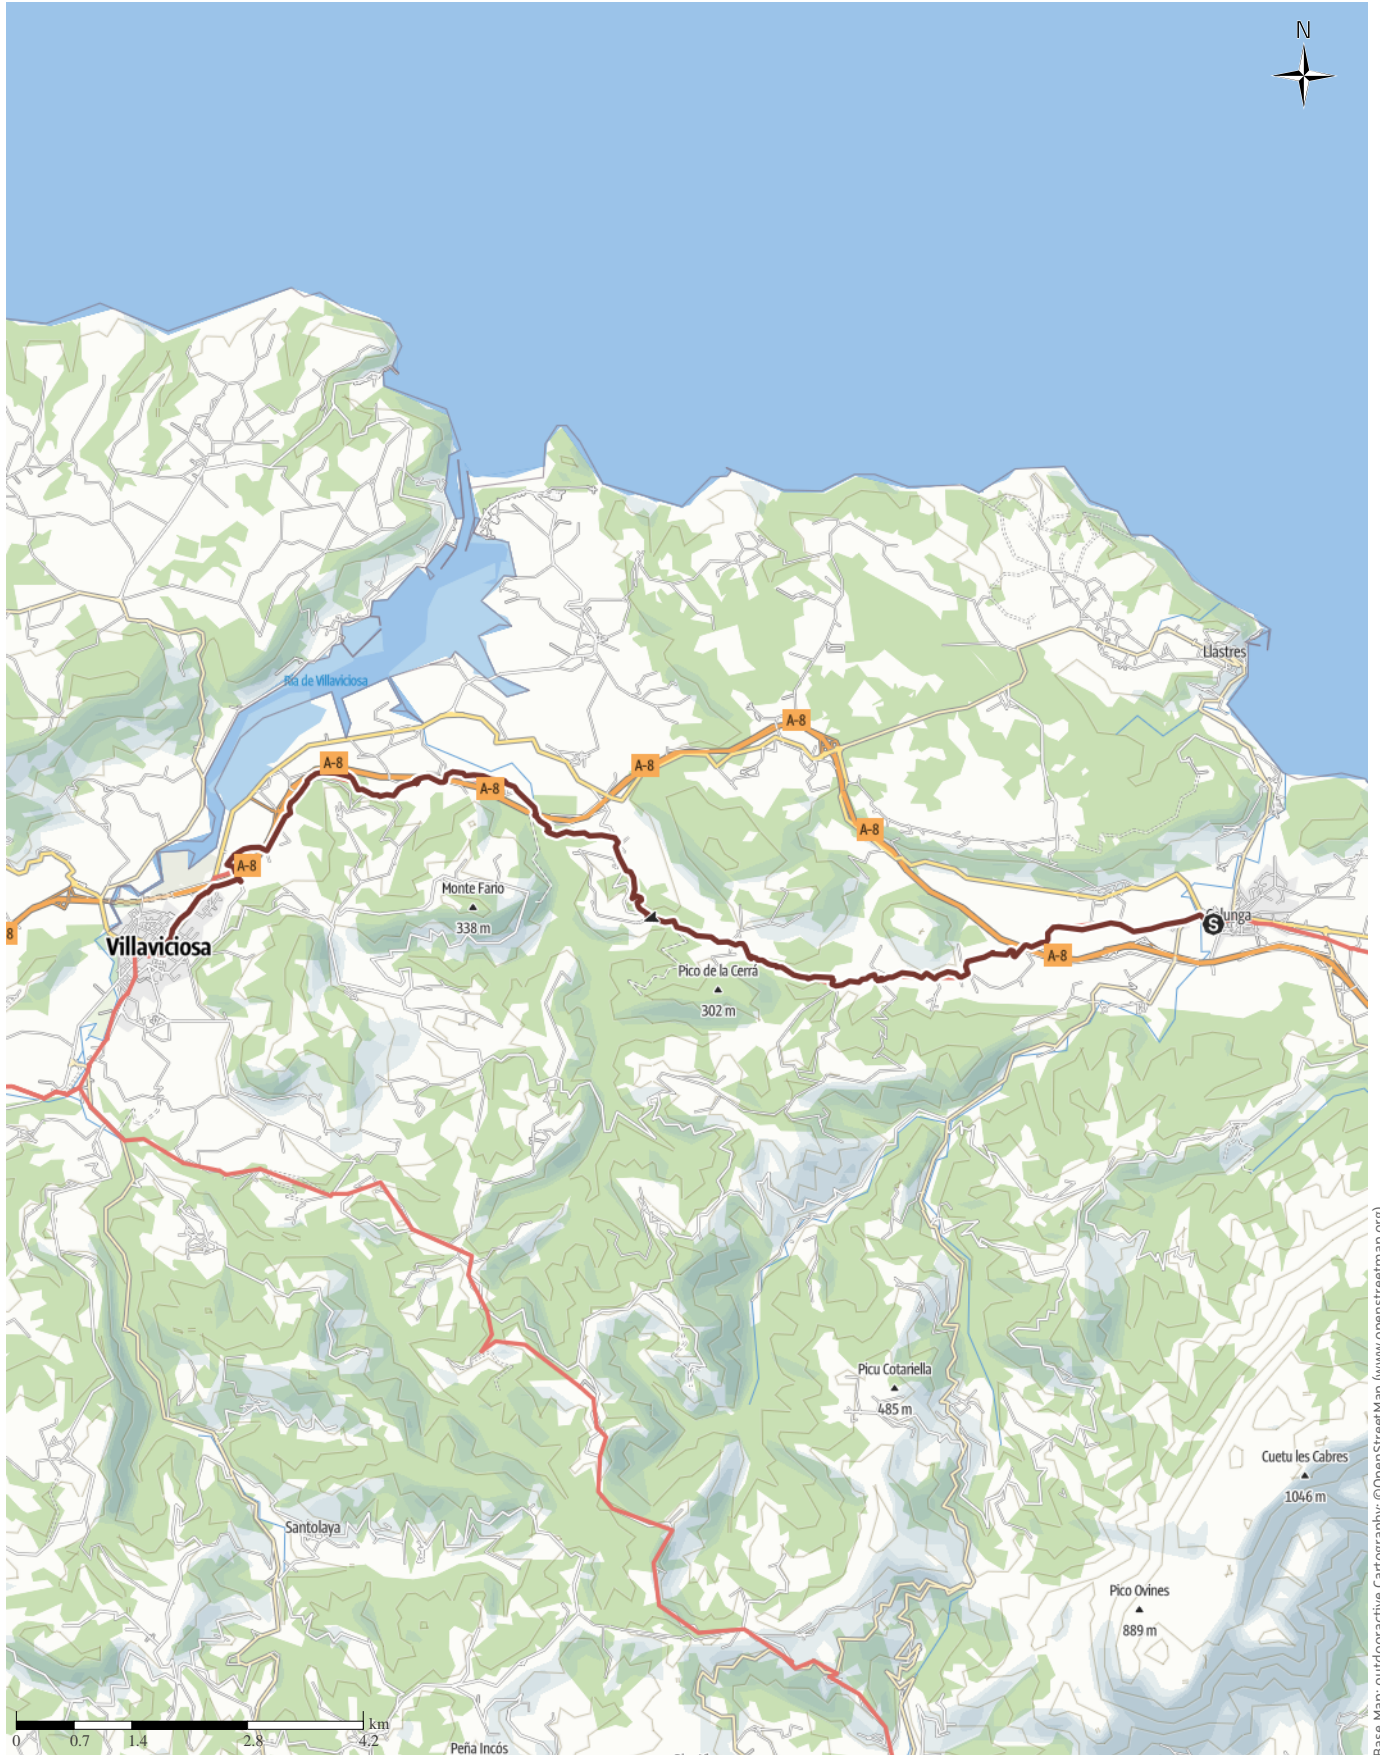 N
Llastres
Ria de Villaviciosa
A-8
A-8
A-8
A-8
A-8
A-8
A-8
8
Monte Fario
338 m
S
Villaviciosa
Pico de la Cerra
302 m
Picu Cotariella
485 m
Cuetu les Cabres
1046 m
Santolaya
Pico Ovines
889 m
km
0 0.7 1.4 2.8 4.2
Peña Incós
Base Map: outdooractive Cartography; ©OpenStreetMap (www.openstreetmap.org)